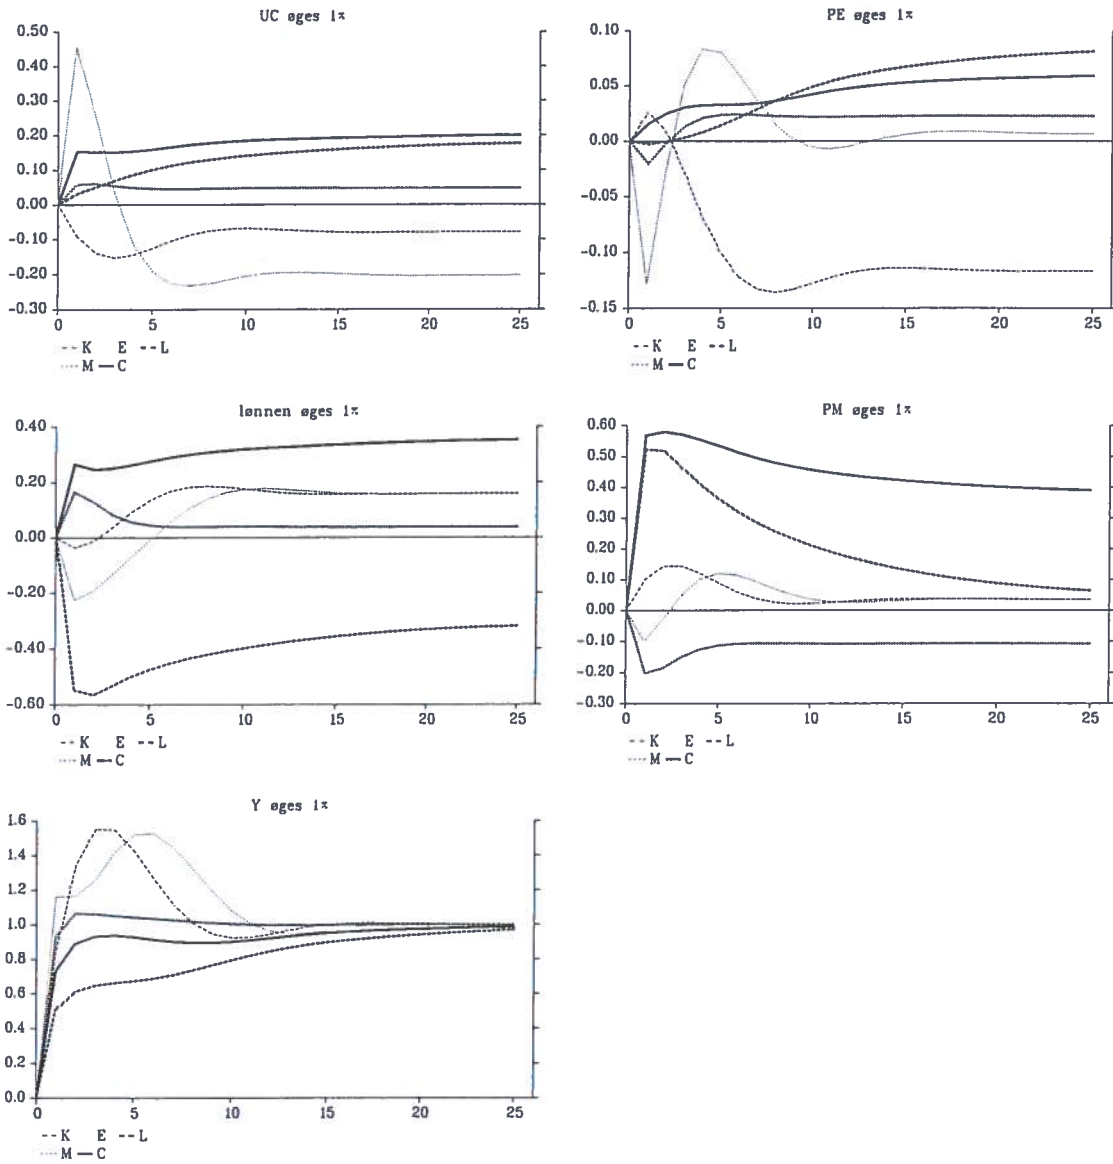 UC øges 1%
0.50
0.40
0.30
0.20
0.10
0.00
-0.10
-0.20
-0.30
0 5 10 15 20 25
--K E --L
M —C
PE øges 1%
0.10
0.05
0.00
-0.05
-0.10
-0.15
0 5 10 15 20 25
--K E --L
M —C
lønnen øges 1%
0.40
0.20
0.00
-0.20
-0.40
-0.60
0 5 10 15 20 25
--K E --L
M —C
PM øges 1%
0.60
0.50
0.40
0.30
0.20
0.10
0.00
-0.10
-0.20
-0.30
0 5 10 15 20 25
--K E --L
M —C
Y øges 1%
1.6
1.4
1.2
1.0
0.8
0.6
0.4
0.2
0.0
0 5 10 15 20 25
--K E --L
M —C